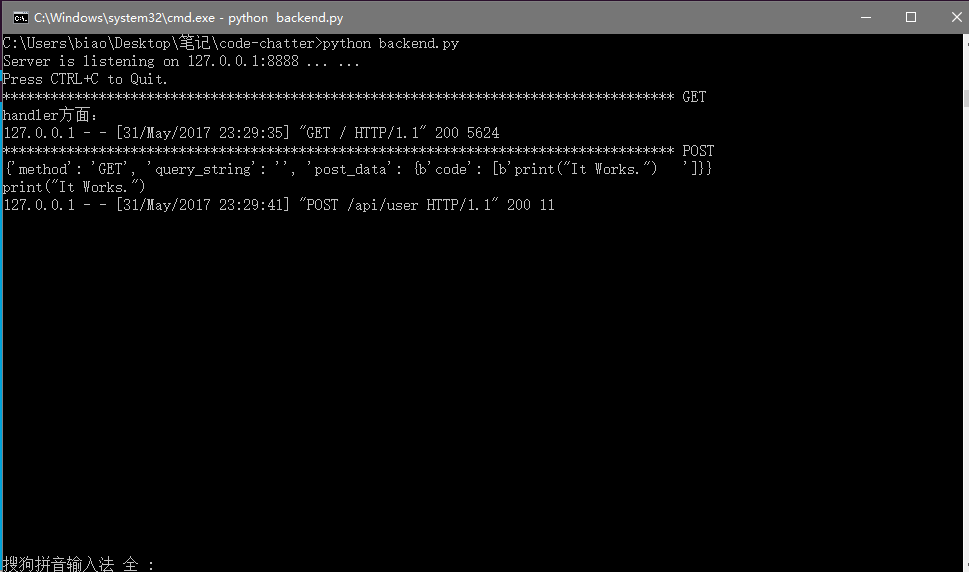 C:\Windows\system32\cmd.exe - python  backend.py
C:\Users\biao\Desktop\笔记\code-chatter>python backend.py
Server is listening on 127.0.0.1:8888 ... ...
Press CTRL+C to Quit.
************************************************************************************ GET
handler方面:
127.0.0.1 - - [31/May/2017 23:29:35] "GET / HTTP/1.1" 200 5624
************************************************************************************ POST
{'method': 'GET', 'query_string': '', 'post_data': {b'code': [b'print("It Works.")   ']}}
print("It Works.")
127.0.0.1 - - [31/May/2017 23:29:41] "POST /api/user HTTP/1.1" 200 11
搜狗拼音输入法 全 :